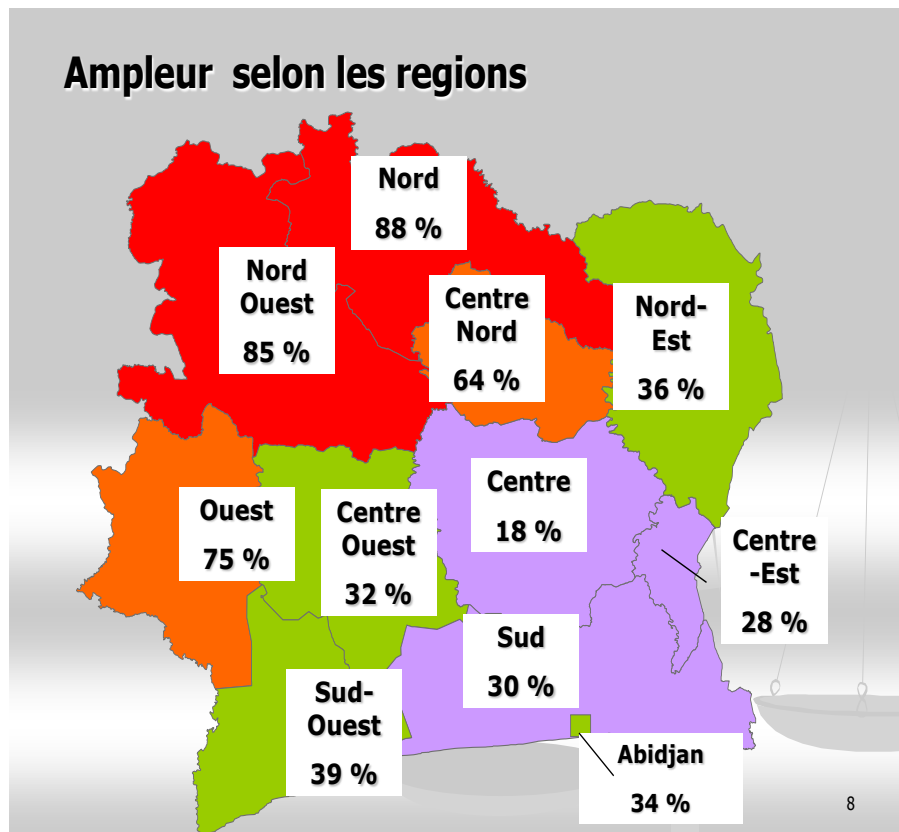 Ampleur selon les regions
Nord
88 %
Nord
Ouest
85 %
Centre
Nord
64 %
Nord-
Est
36 %
Ouest
75 %
Centre
Ouest
32 %
Centre
18 %
Centre
-Est
28 %
Sud
30 %
Sud-
Ouest
39 %
Abidjan
34 %
8